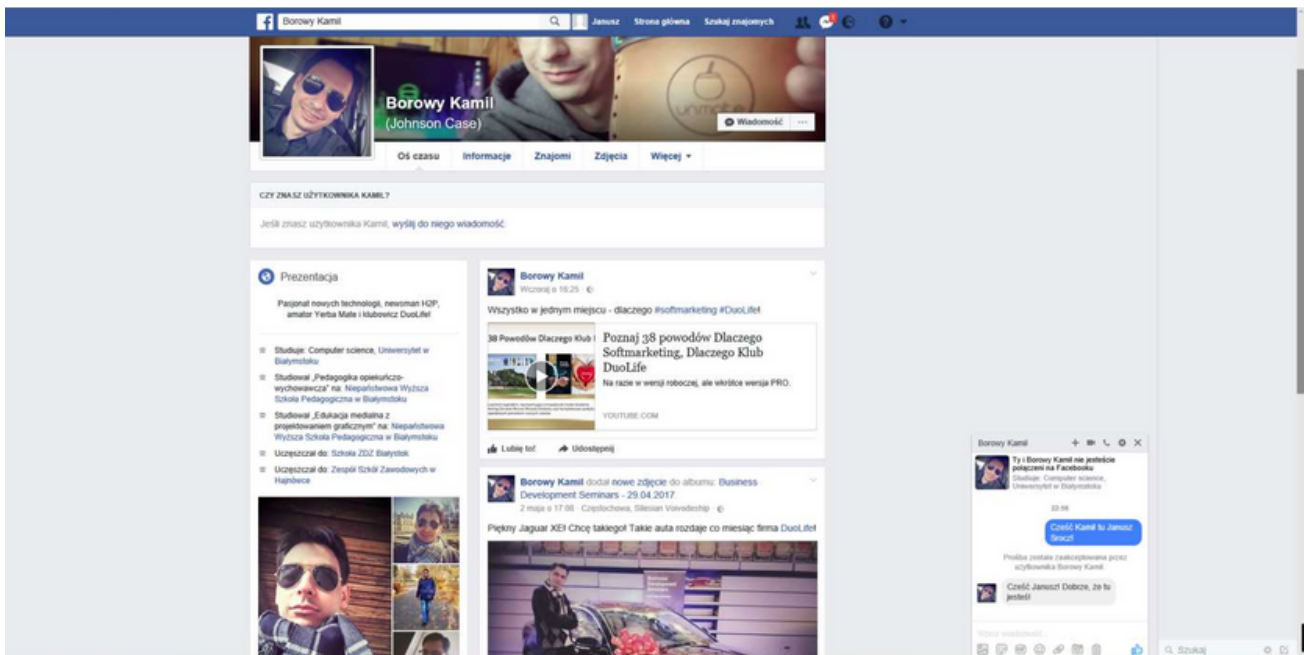 Borowy Kamil
Janusz
Strona główna
Szukaj znajomych
Borowy Kamil
(Johnson Case)
unmate
Wiadomość
Oś czasu
Informacje
Znajomi
Zdjęcia
Więcej
CZY ZNASZ UŻYTKOWNIKA KAMIL?
Jeśli znasz użytkownika Kamil, wyślij do niego wiadomość.
Prezentacja
Pasjonat nowych technologii, newsman H2P,
amator Yerba Mate i klubowicz DuoLife!
Studiuje: Computer science, Uniwersytet w
Białymstoku
Studiował „Pedagogika opiekuńczo-
wychowawcza" na: Niepaństwowa Wyższa
Szkoła Pedagogiczna w Białymstoku
Studiował „Edukacja medialna z
projektowaniem graficznym" na: Niepaństwowa
Wyższa Szkoła Pedagogiczna w Białymstoku
Uczęszczał do: Szkoła ZDZ Białystok
Uczęszczał do: Zespół Szkół Zawodowych w
Hajnówce
Borowy Kamil
Wczoraj o 16:25
Wszystko w jednym miejscu - dlaczego #softmarketing #DuoLife!
38 Powodów Dlaczego Klub
Poznaj 38 powodów Dlaczego
Softmarketing, Dlaczego Klub
DuoLife
Na razie w wersji roboczej, ale wkrótce wersja PRO.
YOUTUBE.COM
Lubię to!
Udostępnij
Borowy Kamil dodał nowe zdjęcie do albumu: Business
Development Seminars - 29.04.2017.
2 maja o 17:08 · Częstochowa, Silesian Voivodeship
Piękny Jaguar XE! Chcę takiego! Takie auta rozdaje co miesiąc firma DuoLife!
Business
Development
Seminars
Borowy Kamil
Ty i Borowy Kamil nie jesteście
połączeni na Facebooku
Studiuje: Computer science,
Uniwersytet w Białymstoku
Cześć Kamil tu Janusz
Sroczi
Prośba została zaakceptowana przez
użytkownika Borowy Kamil.
Cześć Janusz! Dobrze, że tu
jesteś!
Wpisz wiadomość...
Szukaj